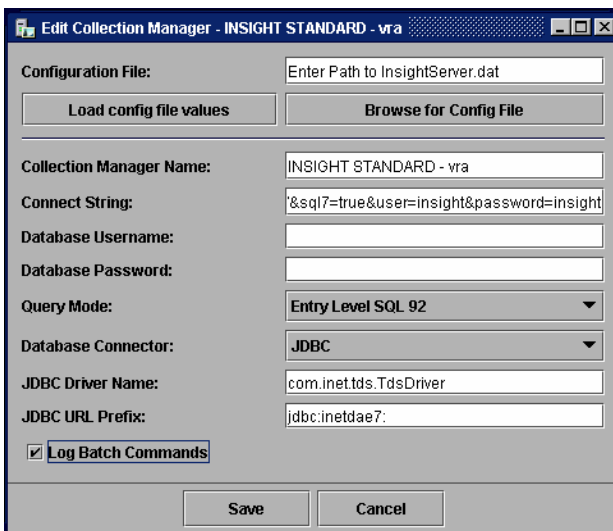 Edit Collection Manager - INSIGHT STANDARD - vra
Configuration File: Enter Path to InsightServer.dat
Load config file values Browse for Config File
Collection Manager Name: INSIGHT STANDARD - vra
Connect String: '&sql7=true&user=insight&password=insight
Database Username:
Database Password:
Query Mode: Entry Level SQL 92
Database Connector: JDBC
JDBC Driver Name: com.inet.tds.TdsDriver
JDBC URL Prefix: jdbc:inetdae7:
Log Batch Commands
Save Cancel